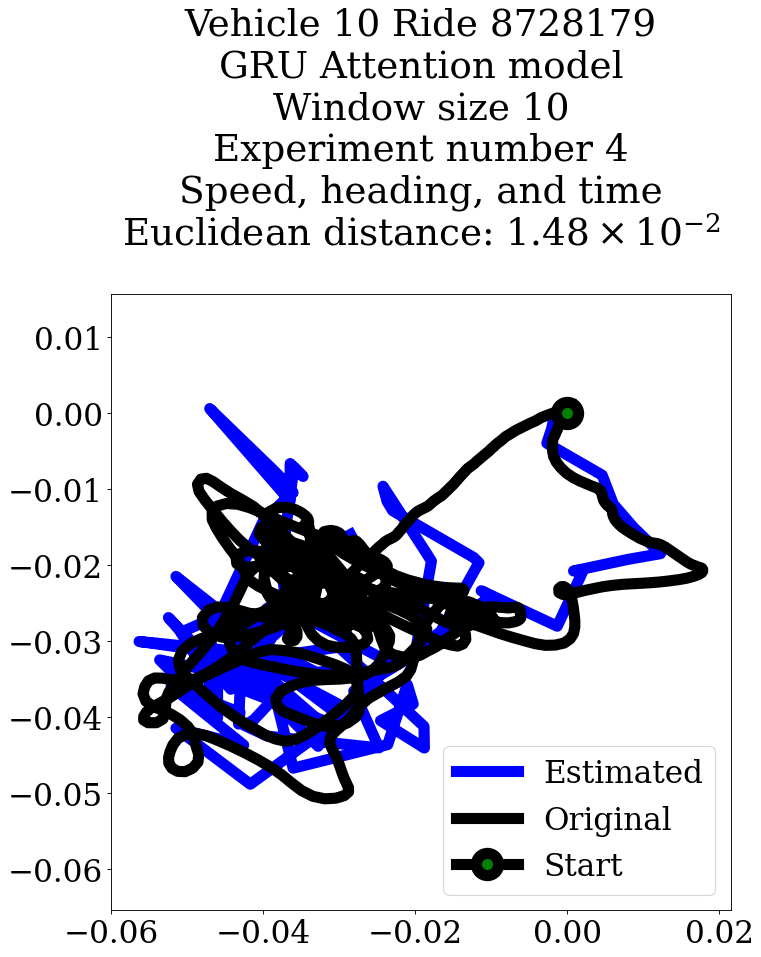 Vehicle 10 Ride 8728179
GRU Attention model
Window size 10
Experiment number 4
Speed, heading, and time
Euclidean distance: 1.48 × 10⁻²
0.01
0.00
−0.01
−0.02
−0.03
−0.04
−0.05
−0.06
Estimated
Original
Start
−0.06 −0.04 −0.02 0.00 0.02